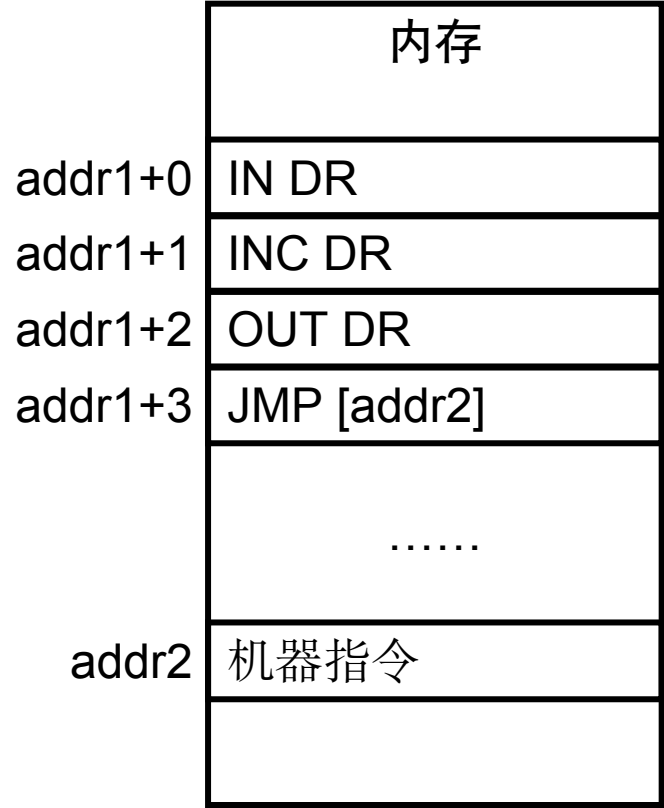 内存
addr1+0 IN DR
addr1+1 INC DR
addr1+2 OUT DR
addr1+3 JMP [addr2]
……
addr2 机器指令